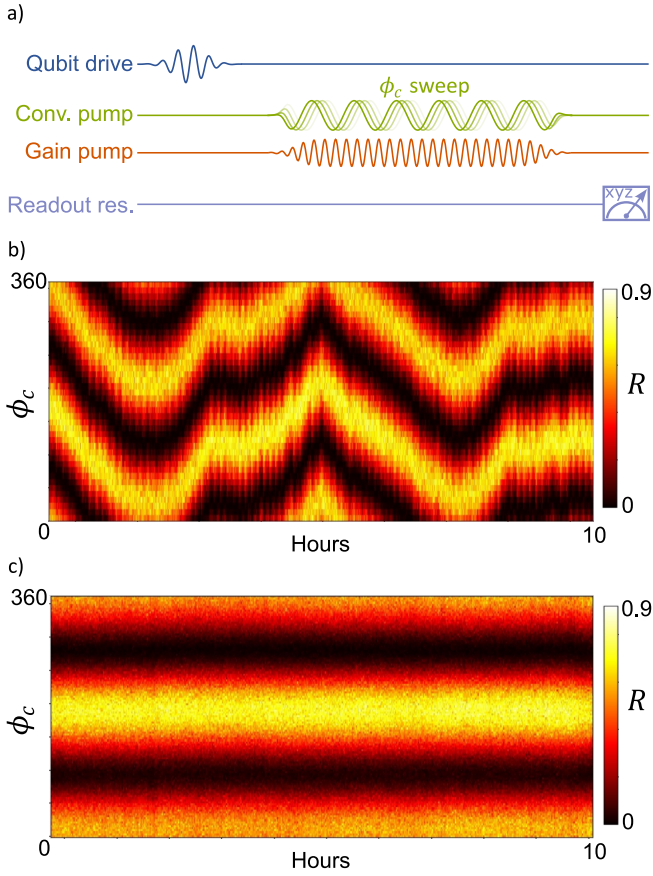 a)
Qubit drive
ϕc sweep
Conv. pump
Gain pump
Readout res.
xyz
b)
360
0.9
ϕc
R
0
0
10
Hours
c)
360
0.9
ϕc
R
0
0
10
Hours